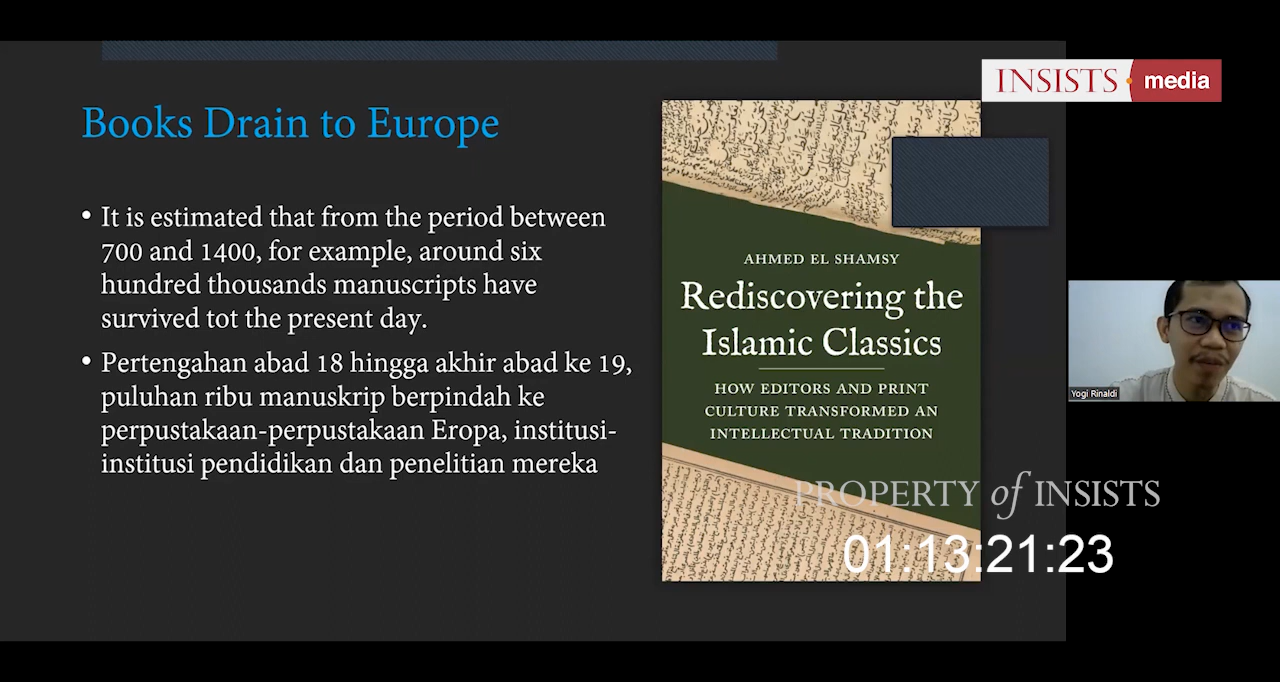 INSISTS media
Books Drain to Europe
• It is estimated that from the period between
700 and 1400, for example, around six
hundred thousands manuscripts have
survived tot the present day.
• Pertengahan abad 18 hingga akhir abad ke 19,
puluhan ribu manuskrip berpindah ke
perpustakaan-perpustakaan Eropa, institusi-
institusi pendidikan dan penelitian mereka
AHMED EL SHAMSY
Rediscovering the
Islamic Classics
HOW EDITORS AND PRINT
CULTURE TRANSFORMED AN
INTELLECTUAL TRADITION
Yogi Rinaldi
PROPERTY of INSISTS
01:13:21:23